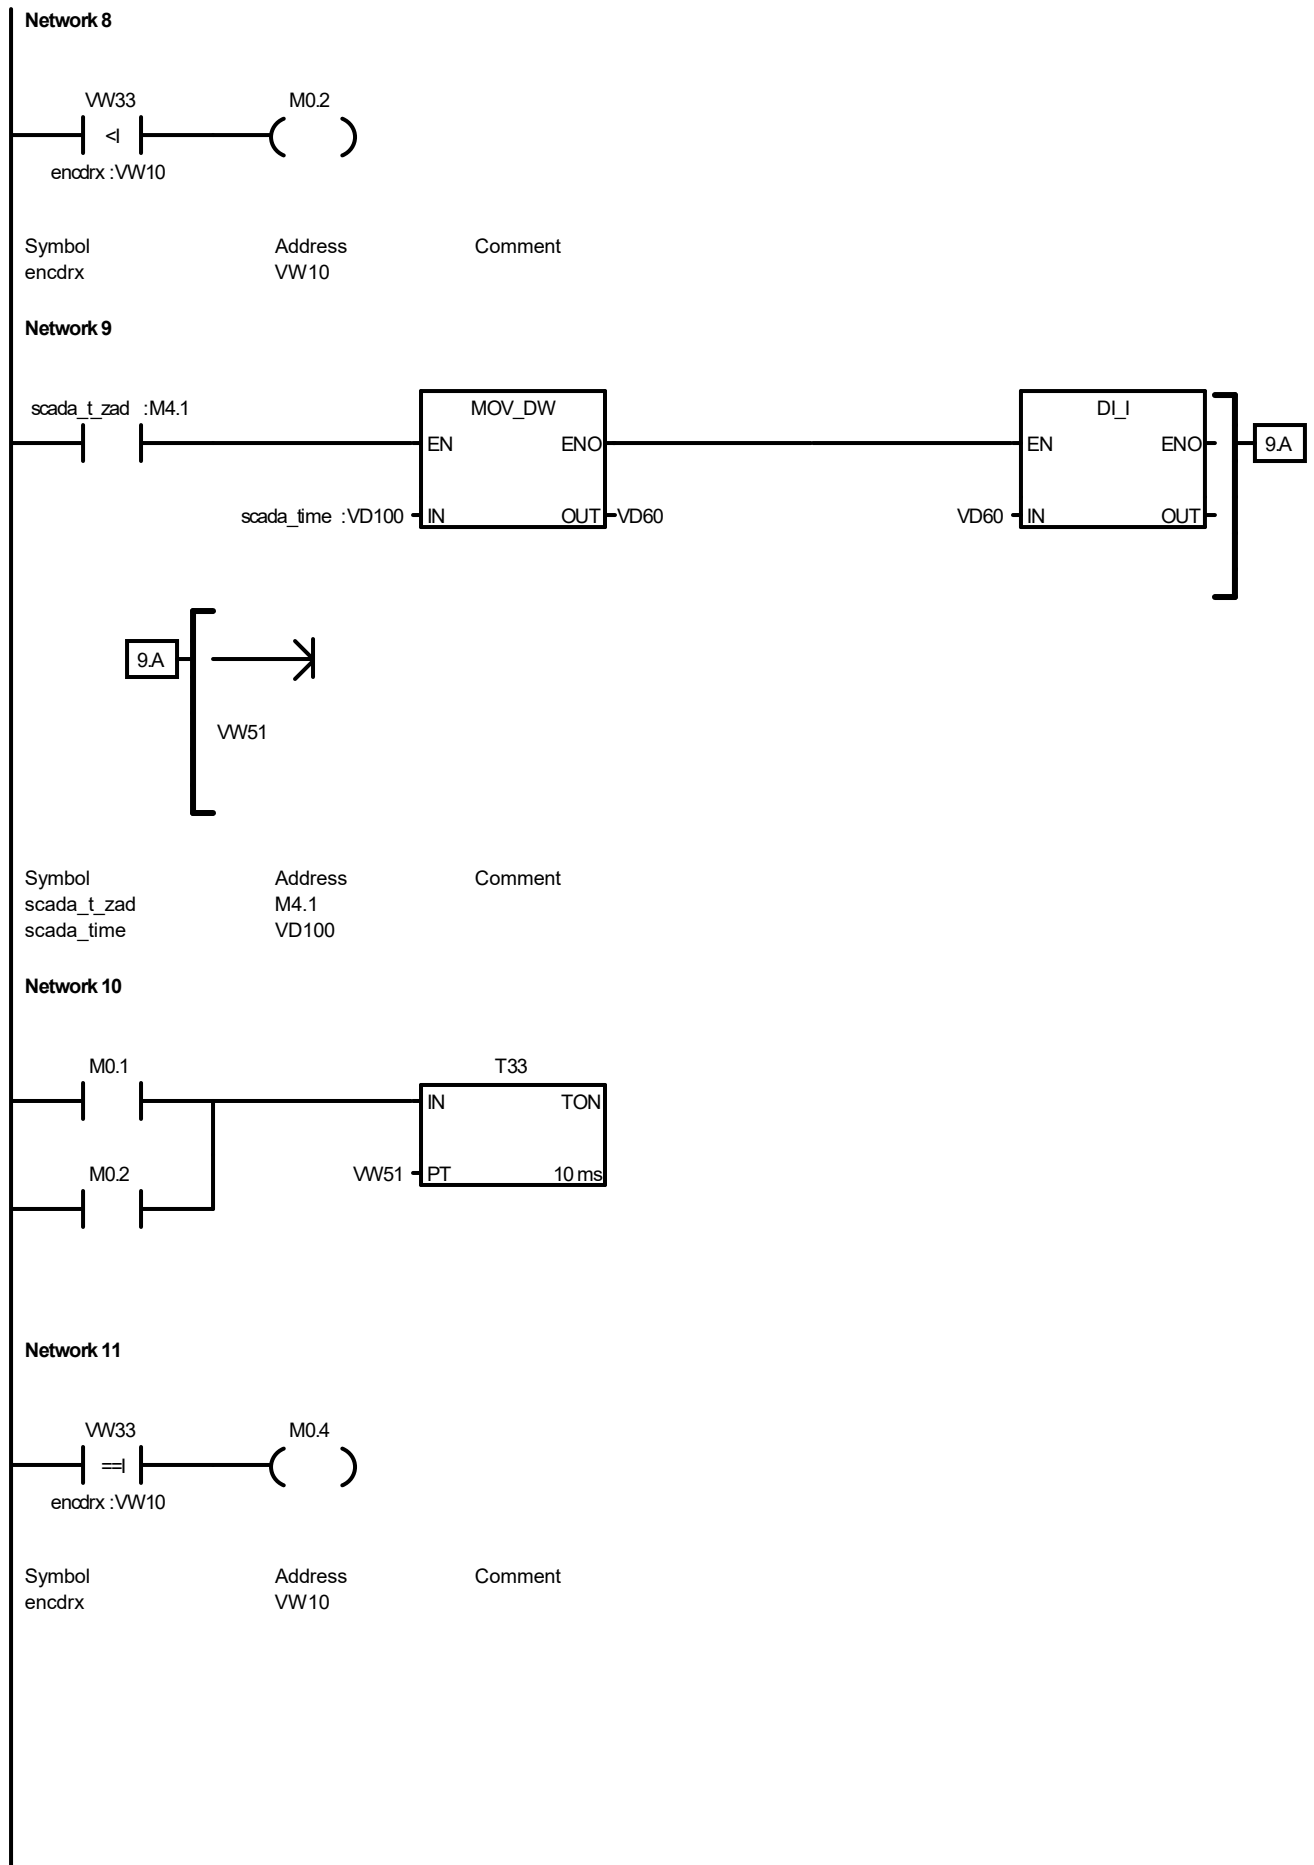 Network 8
VW33 M0.2
<I
encdrx :VW10
Symbol Address Comment
encdrx VW10
Network 9
scada_t_zad :M4.1 MOV_DW DI_I
EN ENO EN ENO 9.A
scada_time :VD100 IN OUT VD60 VD60 IN OUT
9.A
VW51
Symbol Address Comment
scada_t_zad M4.1
scada_time VD100
Network 10
M0.1 T33
IN TON
M0.2 VW51 PT 10 ms
Network 11
VW33 M0.4
==I
encdrx :VW10
Symbol Address Comment
encdrx VW10